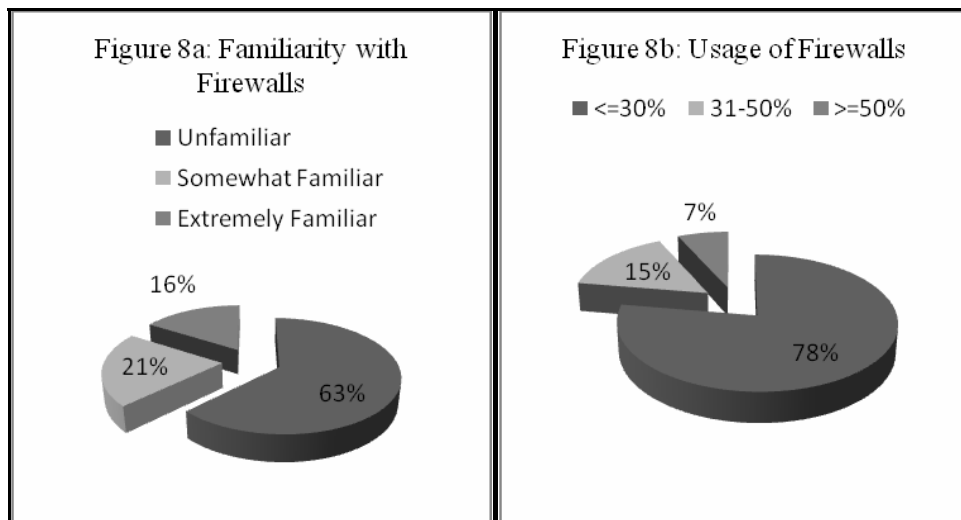 Figure 8a: Familiarity with
Firewalls
Unfamiliar
Somewhat Familiar
Extremely Familiar
16%
21%
63%
Figure 8b: Usage of Firewalls
<=30% 31-50% >=50%
7%
15%
78%